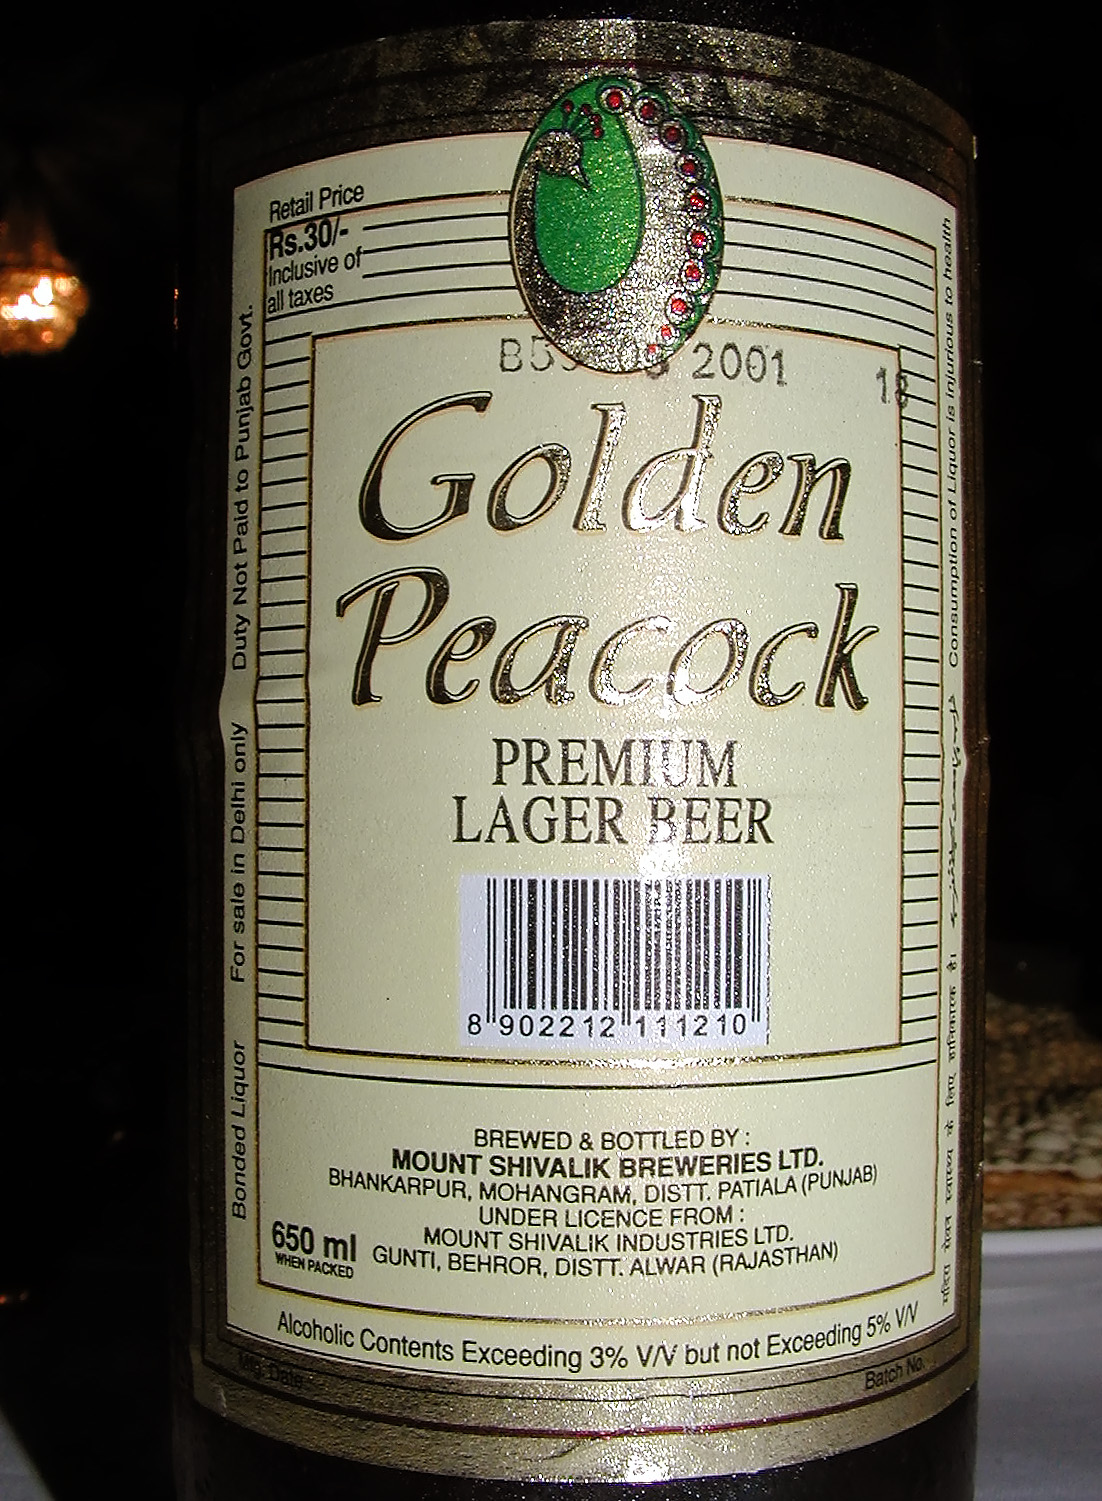 Retail Price
Rs.30/-
Inclusive of
all taxes
2001
18
Golden
Peacock
PREMIUM
LAGER BEER
8 902212 111210
BREWED & BOTTLED BY :
MOUNT SHIVALIK BREWERIES LTD.
BHANKARPUR, MOHANGRAM, DISTT. PATIALA (PUNJAB)
UNDER LICENCE FROM :
MOUNT SHIVALIK INDUSTRIES LTD.
GUNTI, BEHROR, DISTT. ALWAR (RAJASTHAN)
650 ml
WHEN PACKED
Alcoholic Contents Exceeding 3% V/V but not Exceeding 5% V/V
Mfg. Date
Batch No.
Bonded Liquor For sale in Delhi only Duty Not Paid to Punjab Govt.
मदिरा सेवन स्वास्थ्य के लिए हानिकारक है। Consumption of Liquor is injurious to health